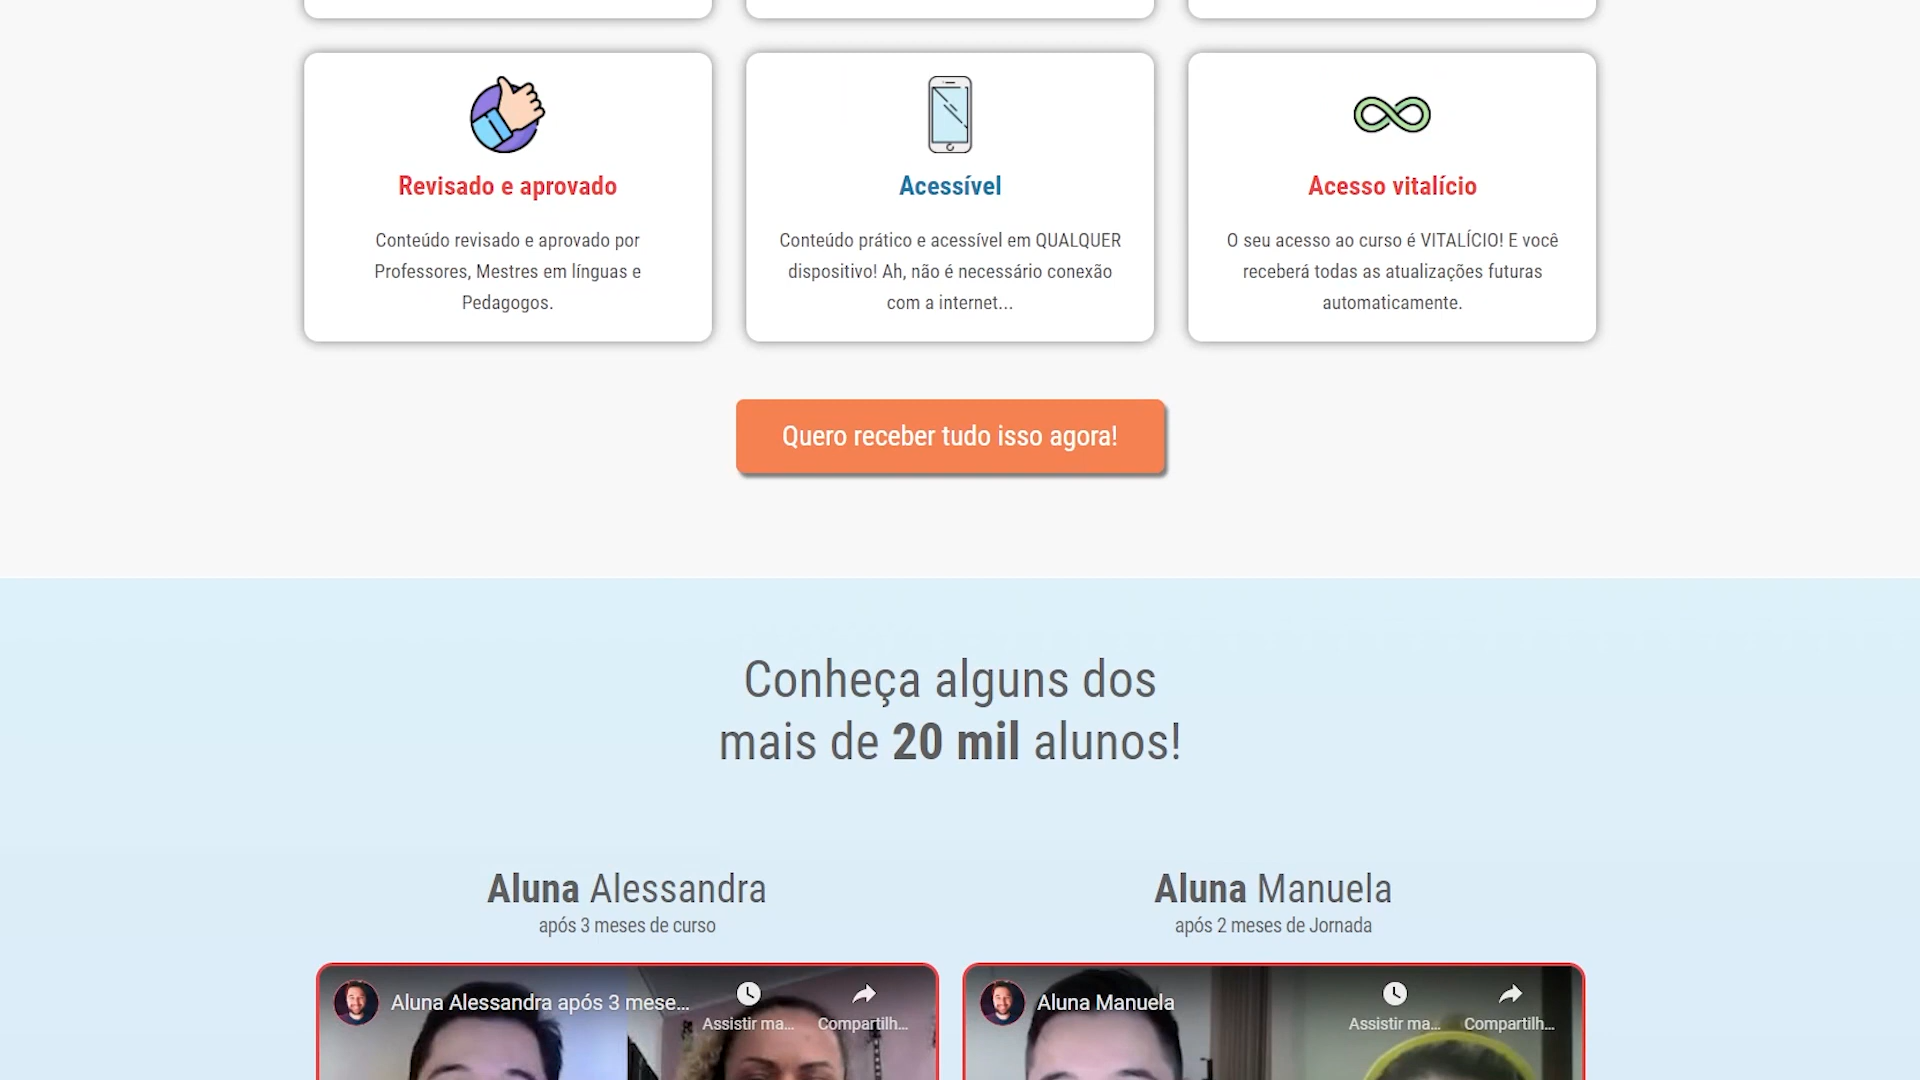 Revisado e aprovado
Conteúdo revisado e aprovado por
Professores, Mestres em línguas e
Pedagogos.
Acessível
Conteúdo prático e acessível em QUALQUER
dispositivo! Ah, não é necessário conexão
com a internet...
Acesso vitalício
O seu acesso ao curso é VITALÍCIO! E você
receberá todas as atualizações futuras
automaticamente.
Quero receber tudo isso agora!
Conheça alguns dos
mais de 20 mil alunos!
Aluna Alessandra
após 3 meses de curso
Aluna Alessandra após 3 mese...
Assistir ma...
Compartilh...
Aluna Manuela
após 2 meses de Jornada
Aluna Manuela
Assistir ma...
Compartilh...